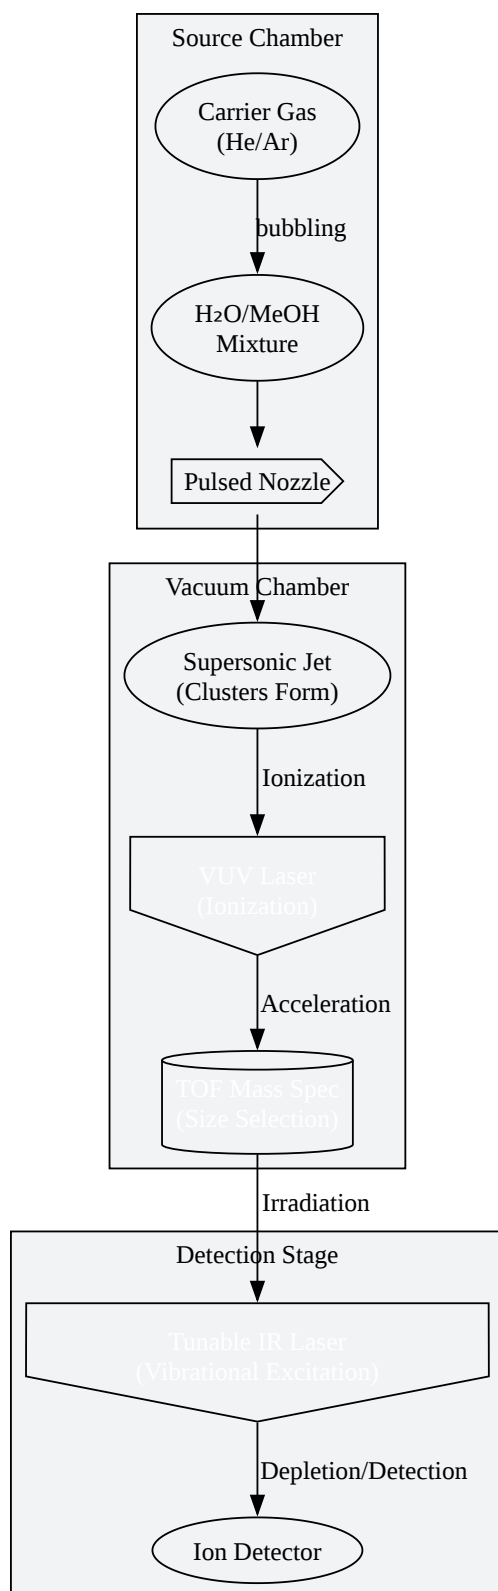 Source Chamber
Carrier Gas
(He/Ar)
bubbling
H₂O/MeOH
Mixture
Pulsed Nozzle
Vacuum Chamber
Supersonic Jet
(Clusters Form)
Ionization
VUV Laser
(Ionization)
Acceleration
TOF Mass Spec
(Size Selection)
Irradiation
Detection Stage
Tunable IR Laser
(Vibrational Excitation)
Depletion/Detection
Ion Detector